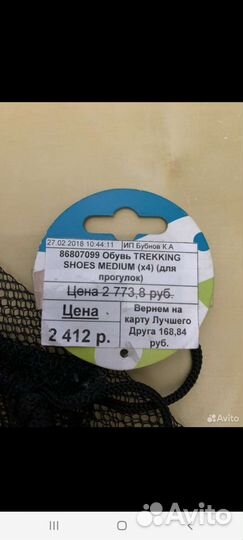 27.02.2018 10:44:11 ИП Бубнов К.А
86807099 Обувь TREKKING
SHOES MEDIUM (x4) (для
прогулок)
Цена 2 773,8 руб.
Цена
2 412 р.
Вернем на
карту Лучшего
Друга 168,84
руб.
Avito
Avito